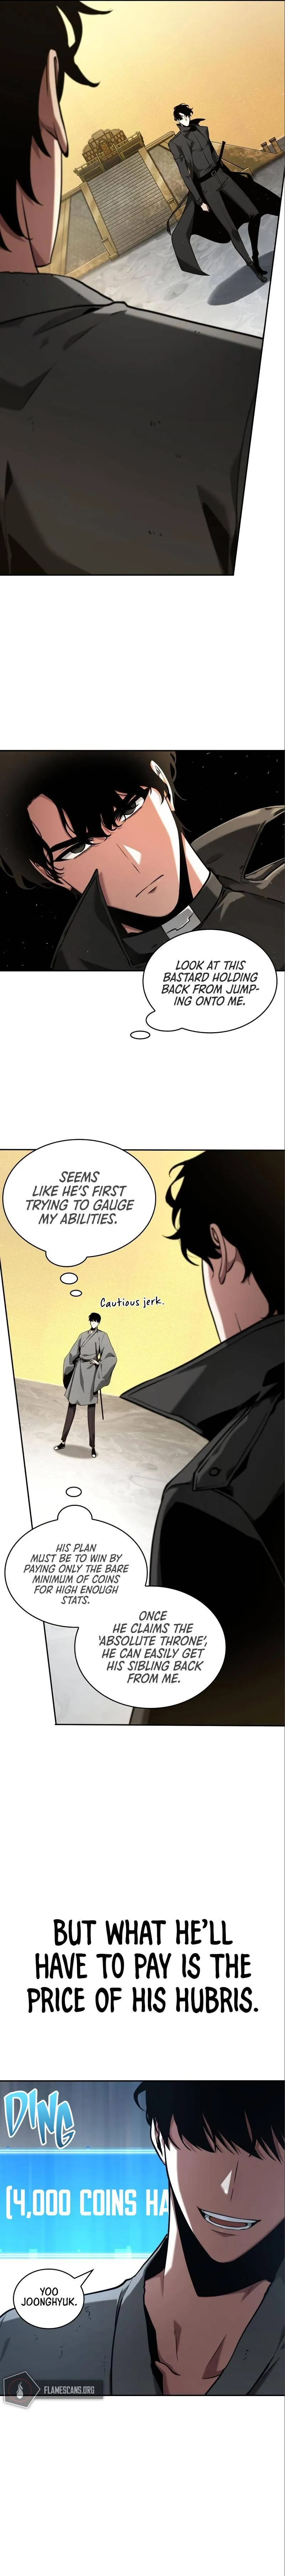 LOOK AT THIS
BASTARD HOLDING
BACK FROM JUMP-
ING ONTO ME.
SEEMS
LIKE HE'S FIRST
TRYING TO GAUGE
MY ABILITIES.
Cautious jerk.
HIS PLAN
MUST BE TO WIN BY
PAYING ONLY THE BARE
MINIMUM OF COINS
FOR HIGH ENOUGH
STATS.
ONCE
HE CLAIMS THE
'ABSOLUTE THRONE',
HE CAN EASILY GET
HIS SIBLING BACK
FROM ME.
BUT WHAT HE'LL
HAVE TO PAY IS THE
PRICE OF HIS HUBRIS.
DING
(4,000 COINS HA
YOO
JOONGHYUK.
FLAMESCANS.ORG